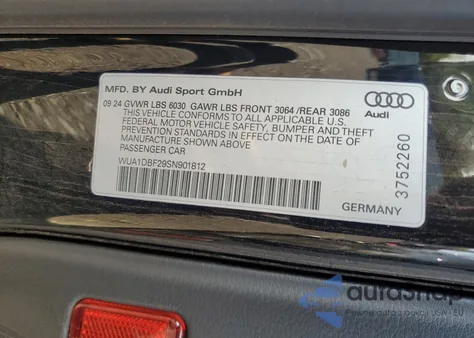 MFD. BY Audi Sport GmbH
09 24 GVWR LBS 6030 GAWR LBS FRONT 3064 /REAR 3086
THIS VEHICLE CONFORMS TO ALL APPLICABLE U.S.
FEDERAL MOTOR VEHICLE SAFETY, BUMPER AND THEFT
PREVENTION STANDARDS IN EFFECT ON THE DATE OF
MANUFACTURE SHOWN ABOVE
PASSENGER CAR
WUA1DBF29SN901812
Audi
3752260
GERMANY
auraSnap